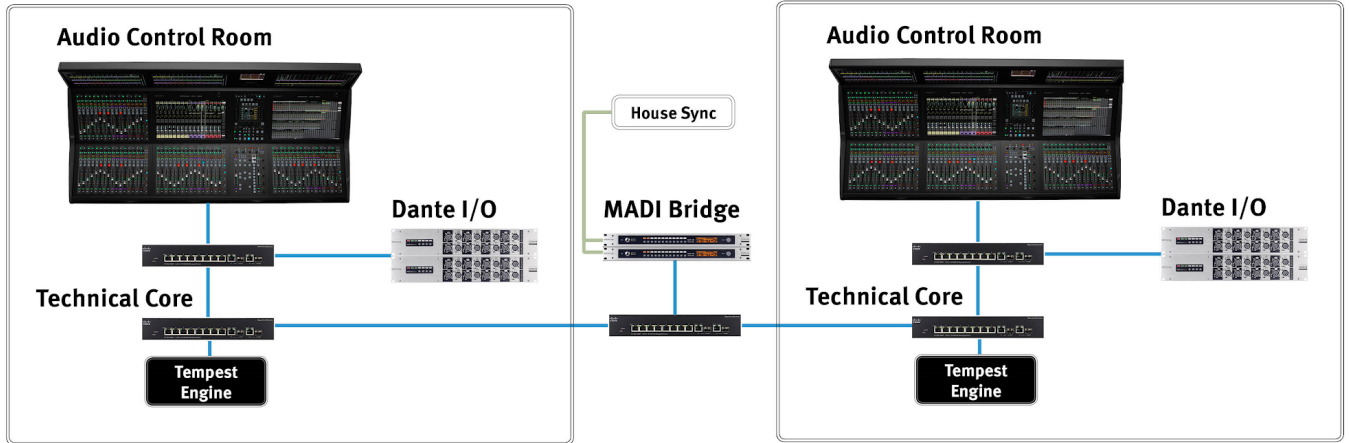 Audio Control Room
House Sync
Dante I/O
MADI Bridge
Technical Core
Tempest
Engine
Audio Control Room
Dante I/O
Technical Core
Tempest
Engine